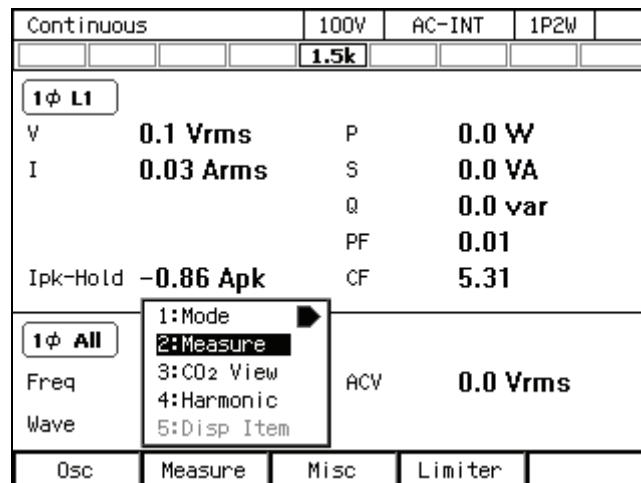 Continuous 100V AC-INT 1P2W
1.5k
1ϕ L1
V 0.1 Vrms P 0.0 W
I 0.03 Arms S 0.0 VA
Q 0.0 var
PF 0.01
Ipk-Hold -0.86 Apk CF 5.31
1:Mode
1ϕ All 2:Measure
3:CO₂ View
Freq ACV 0.0 Vrms
4:Harmonic
Wave 5:Disp Item
Osc Measure Misc Limiter